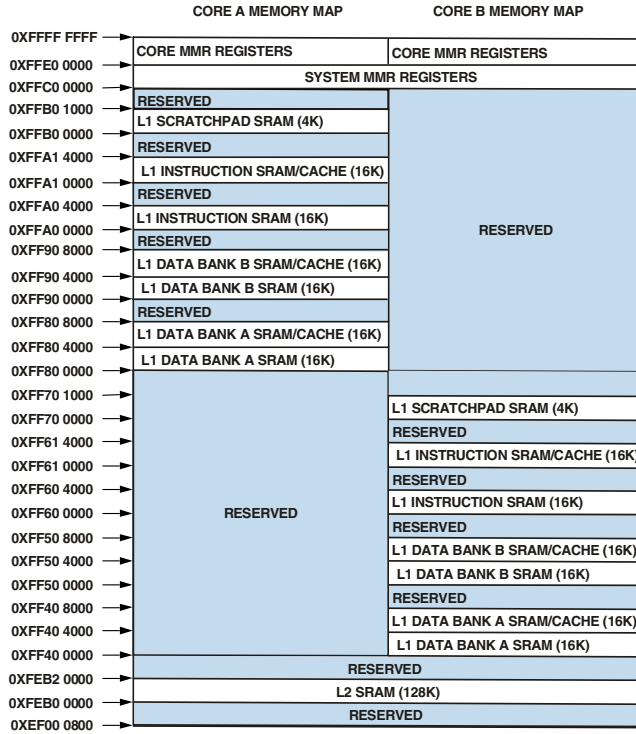 CORE A MEMORY MAP CORE B MEMORY MAP
0XFFFF FFFF
CORE MMR REGISTERS CORE MMR REGISTERS
0XFFE0 0000
SYSTEM MMR REGISTERS
0XFFC0 0000
RESERVED
0XFFB0 1000
L1 SCRATCHPAD SRAM (4K)
0XFFB0 0000
RESERVED
0XFFA1 4000
L1 INSTRUCTION SRAM/CACHE (16K)
0XFFA1 0000
RESERVED
0XFFA0 4000
L1 INSTRUCTION SRAM (16K)
0XFFA0 0000
RESERVED RESERVED
0XFF90 8000
L1 DATA BANK B SRAM/CACHE (16K)
0XFF90 4000
L1 DATA BANK B SRAM (16K)
0XFF90 0000
RESERVED
0XFF80 8000
L1 DATA BANK A SRAM/CACHE (16K)
0XFF80 4000
L1 DATA BANK A SRAM (16K)
0XFF80 0000
0XFF70 1000
L1 SCRATCHPAD SRAM (4K)
0XFF70 0000
RESERVED
0XFF61 4000
L1 INSTRUCTION SRAM/CACHE (16K)
0XFF61 0000
RESERVED
0XFF60 4000
L1 INSTRUCTION SRAM (16K)
0XFF60 0000
RESERVED RESERVED
0XFF50 8000
L1 DATA BANK B SRAM/CACHE (16K)
0XFF50 4000
L1 DATA BANK B SRAM (16K)
0XFF50 0000
RESERVED
0XFF40 8000
L1 DATA BANK A SRAM/CACHE (16K)
0XFF40 4000
L1 DATA BANK A SRAM (16K)
0XFF40 0000
RESERVED
0XFEB2 0000
L2 SRAM (128K)
0XFEB0 0000
RESERVED
0XEF00 0800